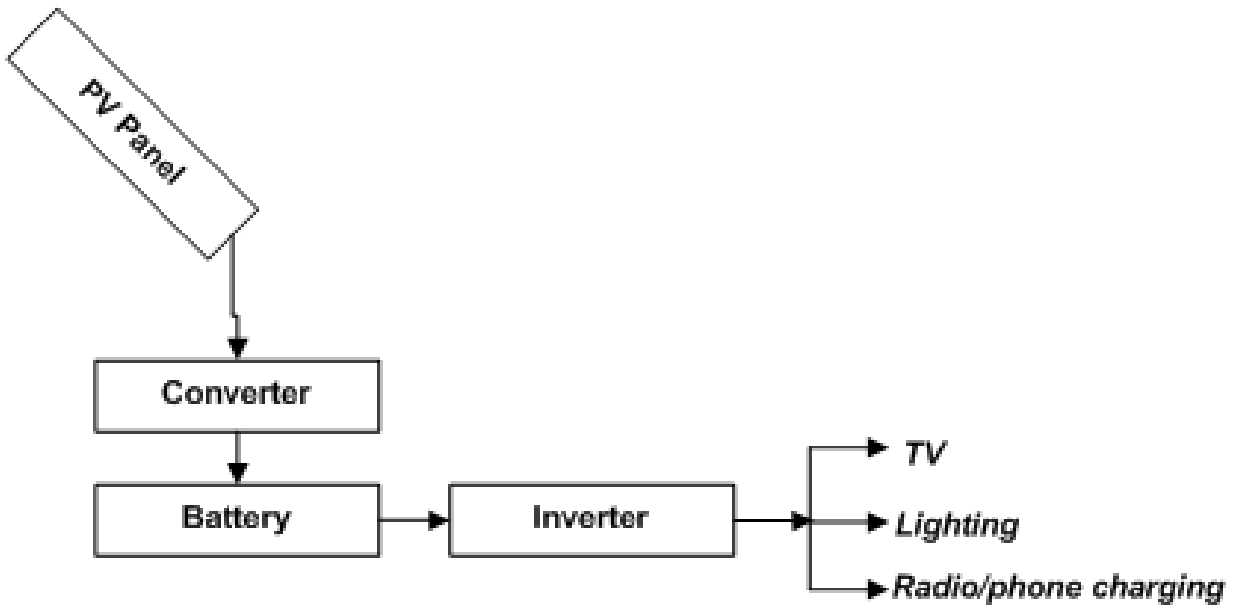 PV Panel
Converter
Battery
Inverter
TV
Lighting
Radio/phone charging